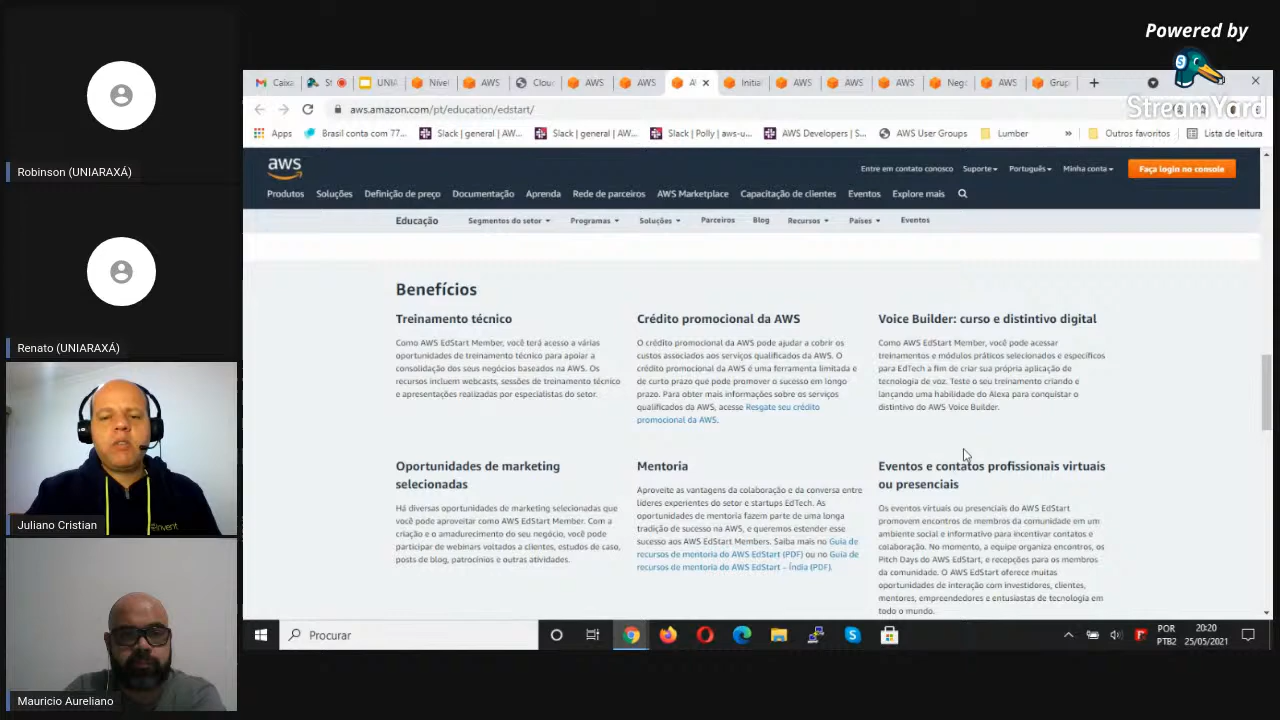 Powered by
StreamYard
Robinson (UNIARAXÁ)
Renato (UNIARAXÁ)
Juliano Cristian
Mauricio Aureliano
Caixa
UNIA
Nível
AWS
Clou
AWS
AWS
Initial
AWS
AWS
AWS
AWS
Grup
aws.amazon.com/pt/education/edstart/
Apps
Brasil conta com 77...
Slack | general | AW...
Slack | general | AW...
Slack | Polly | aws-u...
AWS Developers | S...
AWS User Groups
Lumber
»
Outros favoritos
Lista de leitura
aws
Entre em contato conosco
Suporte
Português
Minha conta
Faça login no console
Produtos
Soluções
Definição de preço
Documentação
Aprenda
Rede de parceiros
AWS Marketplace
Capacitação de clientes
Eventos
Explore mais
Educação
Segmentos do setor
Programas
Soluções
Parceiros
Blog
Recursos
Países
Eventos
Benefícios
Treinamento técnico
Como AWS EdStart Member, você terá acesso a várias
oportunidades de treinamento técnico para apoiar a
consolidação dos seus negócios baseados na AWS. Os
recursos incluem webcasts, sessões de treinamento técnico
e apresentações realizadas por especialistas do setor.
Crédito promocional da AWS
O crédito promocional da AWS pode ajudar a cobrir os
custos associados aos serviços qualificados da AWS. O
crédito promocional da AWS é uma ferramenta limitada e
de curto prazo que pode promover o sucesso em longo
prazo. Para obter mais informações sobre os serviços
qualificados da AWS, acesse Resgate seu crédito
promocional da AWS.
Voice Builder: curso e distintivo digital
Como AWS EdStart Member, você pode acessar
treinamentos e módulos práticos selecionados e específicos
para EdTech a fim de criar sua própria aplicação de
tecnologia de voz. Teste o seu treinamento criando e
lançando uma habilidade do Alexa para conquistar o
distintivo do AWS Voice Builder.
Oportunidades de marketing
selecionadas
Há diversas oportunidades de marketing selecionadas que
você pode aproveitar como AWS EdStart Member. Com a
criação e o amadurecimento do seu negócio, você pode
participar de webinars voltados a clientes, estudos de caso,
posts de blog, patrocínios e outras atividades.
Mentoria
Aproveite as vantagens da colaboração e da conversa entre
líderes experientes do setor e startups EdTech. As
oportunidades de mentoria fazem parte de uma longa
tradição de sucesso na AWS, e queremos estender esse
sucesso aos AWS EdStart Members. Saiba mais no Guia de
recursos de mentoria do AWS EdStart (PDF) ou no Guia de
recursos de mentoria do AWS EdStart – Índia (PDF).
Eventos e contatos profissionais virtuais
ou presenciais
Os eventos virtuais ou presenciais do AWS EdStart
promovem encontros de membros da comunidade em um
ambiente social e informativo para incentivar contatos e
colaboração. No momento, a equipe organiza encontros, os
Pitch Days do AWS EdStart, e recepções para os membros
da comunidade. O AWS EdStart oferece muitas
oportunidades de interação com investidores, clientes,
mentores, empreendedores e entusiastas de tecnologia em
todo o mundo.
Procurar
POR
PTB2
20:20
25/05/2021